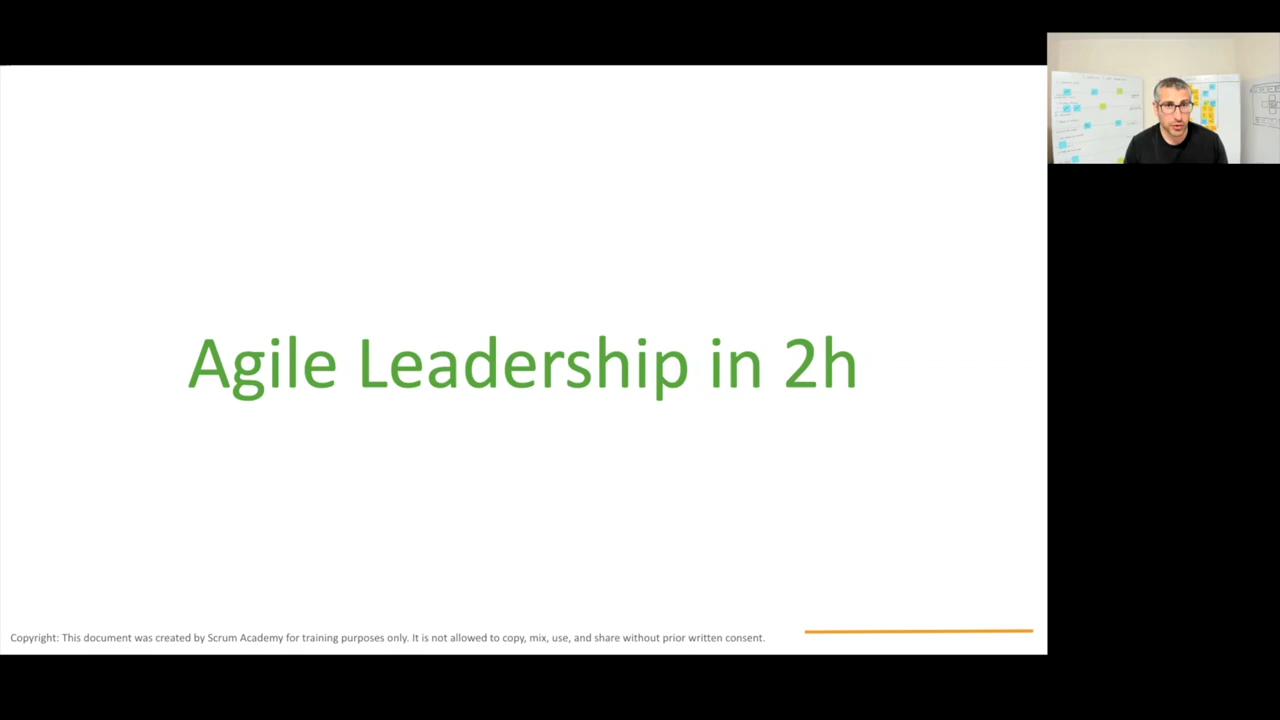 Agile Leadership in 2h
Copyright: This document was created by Scrum Academy for training purposes only. It is not allowed to copy, mix, use, and share without prior written consent.